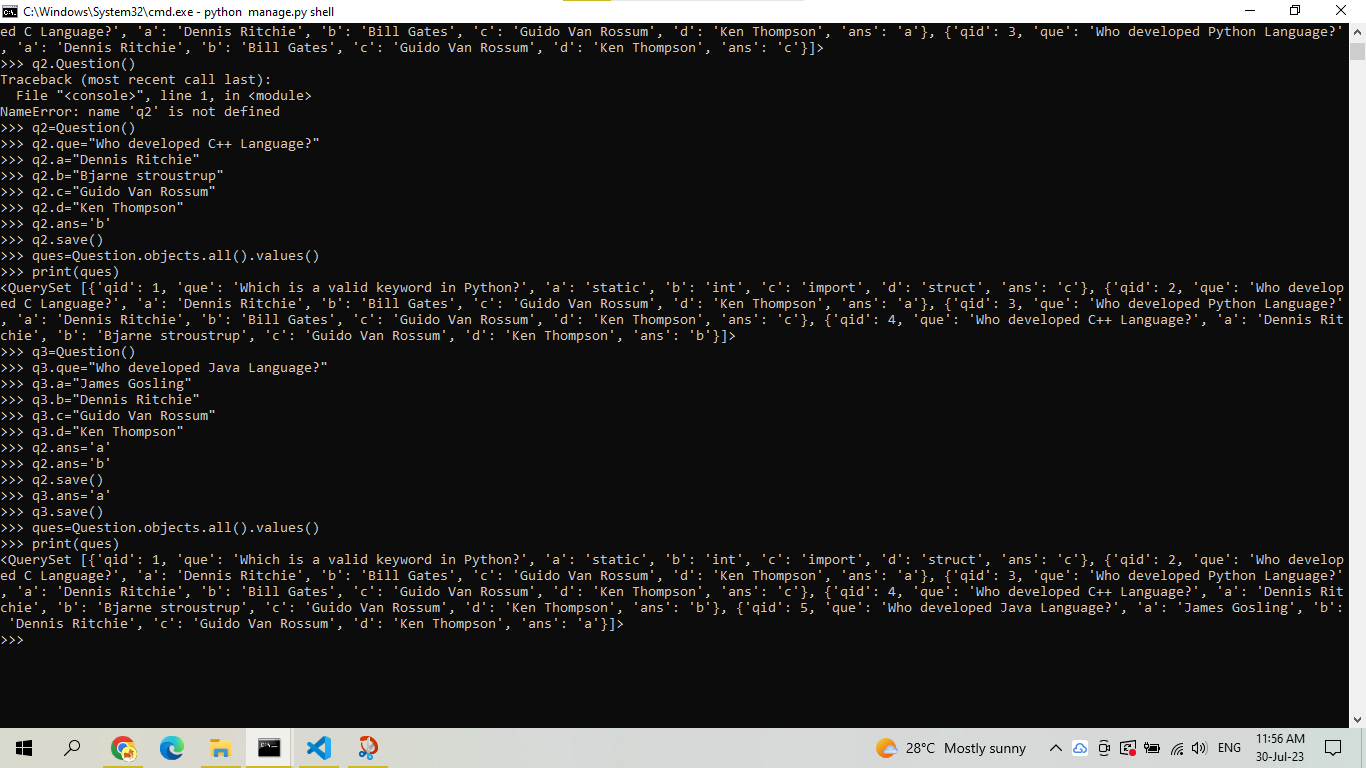 C:\Windows\System32\cmd.exe - python  manage.py shell
ed C Language?', 'a': 'Dennis Ritchie', 'b': 'Bill Gates', 'c': 'Guido Van Rossum', 'd': 'Ken Thompson', 'ans': 'a'}, {'qid': 3, 'que': 'Who developed Python Language?'
, 'a': 'Dennis Ritchie', 'b': 'Bill Gates', 'c': 'Guido Van Rossum', 'd': 'Ken Thompson', 'ans': 'c'}]>
>>> q2.Question()
Traceback (most recent call last):
  File "<console>", line 1, in <module>
NameError: name 'q2' is not defined
>>> q2=Question()
>>> q2.que="Who developed C++ Language?"
>>> q2.a="Dennis Ritchie"
>>> q2.b="Bjarne stroustrup"
>>> q2.c="Guido Van Rossum"
>>> q2.d="Ken Thompson"
>>> q2.ans='b'
>>> q2.save()
>>> ques=Question.objects.all().values()
>>> print(ques)
<QuerySet [{'qid': 1, 'que': 'Which is a valid keyword in Python?', 'a': 'static', 'b': 'int', 'c': 'import', 'd': 'struct', 'ans': 'c'}, {'qid': 2, 'que': 'Who develop
ed C Language?', 'a': 'Dennis Ritchie', 'b': 'Bill Gates', 'c': 'Guido Van Rossum', 'd': 'Ken Thompson', 'ans': 'a'}, {'qid': 3, 'que': 'Who developed Python Language?'
, 'a': 'Dennis Ritchie', 'b': 'Bill Gates', 'c': 'Guido Van Rossum', 'd': 'Ken Thompson', 'ans': 'c'}, {'qid': 4, 'que': 'Who developed C++ Language?', 'a': 'Dennis Rit
chie', 'b': 'Bjarne stroustrup', 'c': 'Guido Van Rossum', 'd': 'Ken Thompson', 'ans': 'b'}]>
>>> q3=Question()
>>> q3.que="Who developed Java Language?"
>>> q3.a="James Gosling"
>>> q3.b="Dennis Ritchie"
>>> q3.c="Guido Van Rossum"
>>> q3.d="Ken Thompson"
>>> q2.ans='a'
>>> q2.ans='b'
>>> q2.save()
>>> q3.ans='a'
>>> q3.save()
>>> ques=Question.objects.all().values()
>>> print(ques)
<QuerySet [{'qid': 1, 'que': 'Which is a valid keyword in Python?', 'a': 'static', 'b': 'int', 'c': 'import', 'd': 'struct', 'ans': 'c'}, {'qid': 2, 'que': 'Who develop
ed C Language?', 'a': 'Dennis Ritchie', 'b': 'Bill Gates', 'c': 'Guido Van Rossum', 'd': 'Ken Thompson', 'ans': 'a'}, {'qid': 3, 'que': 'Who developed Python Language?'
, 'a': 'Dennis Ritchie', 'b': 'Bill Gates', 'c': 'Guido Van Rossum', 'd': 'Ken Thompson', 'ans': 'c'}, {'qid': 4, 'que': 'Who developed C++ Language?', 'a': 'Dennis Rit
chie', 'b': 'Bjarne stroustrup', 'c': 'Guido Van Rossum', 'd': 'Ken Thompson', 'ans': 'b'}, {'qid': 5, 'que': 'Who developed Java Language?', 'a': 'James Gosling', 'b':
 'Dennis Ritchie', 'c': 'Guido Van Rossum', 'd': 'Ken Thompson', 'ans': 'a'}]>
>>>
28°C  Mostly sunny
ENG
11:56 AM
30-Jul-23